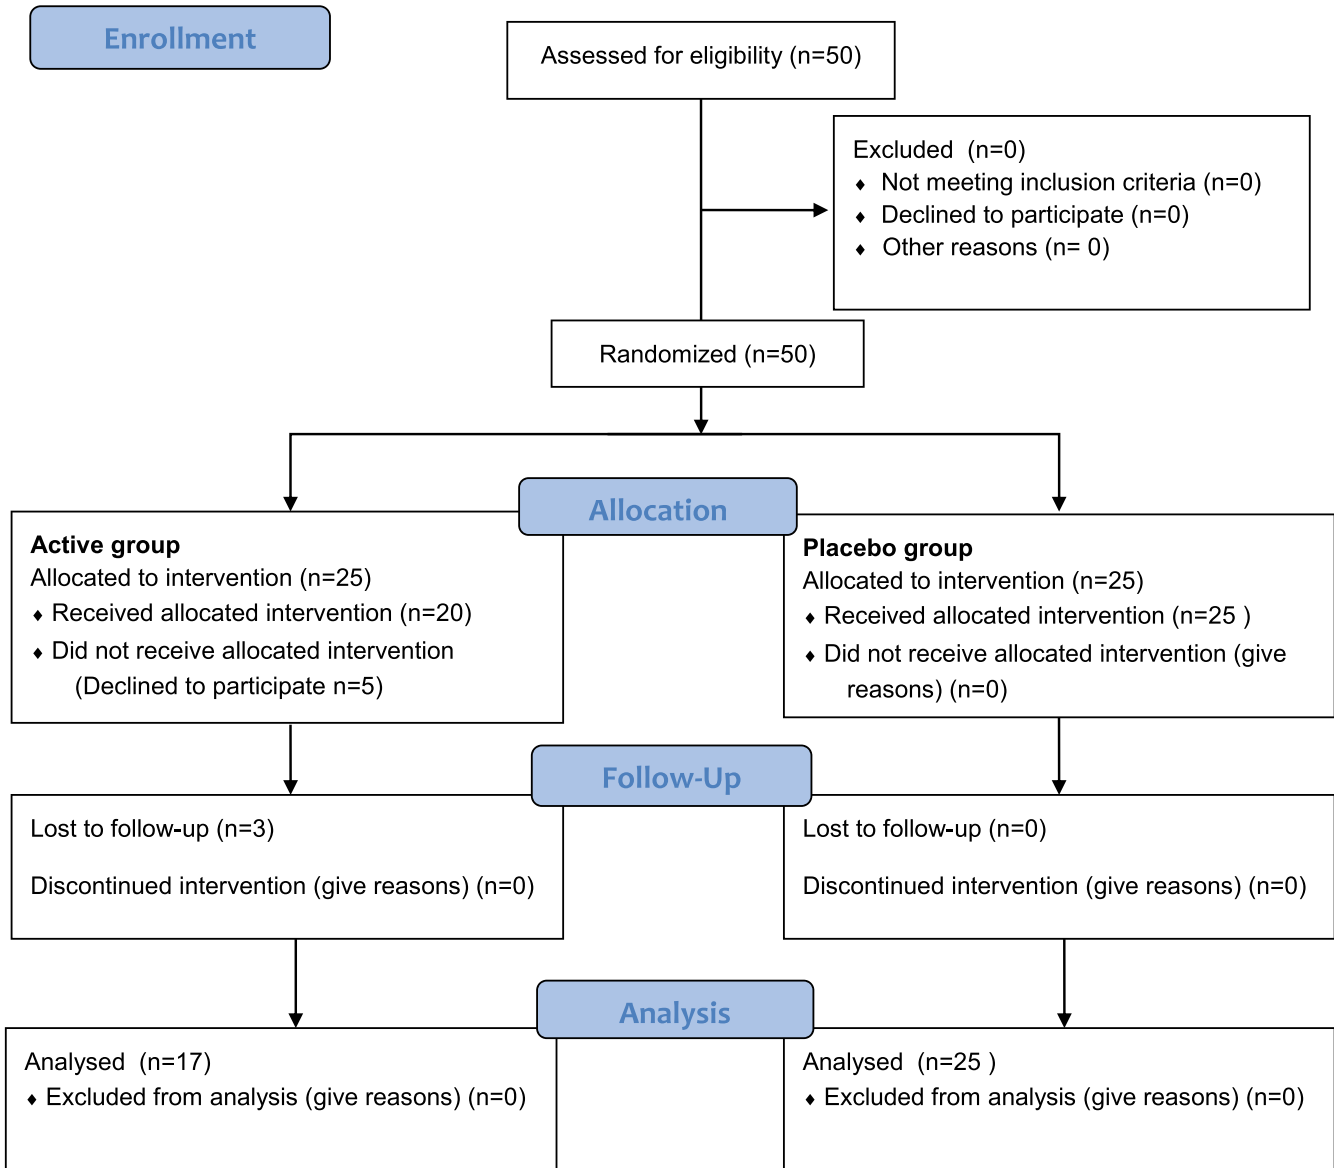 Enrollment
Assessed for eligibility (n=50)
Excluded  (n=0)
♦ Not meeting inclusion criteria (n=0)
♦ Declined to participate (n=0)
♦ Other reasons (n= 0)
Randomized (n=50)
Allocation
Active group
Allocated to intervention (n=25)
♦ Received allocated intervention (n=20)
♦ Did not receive allocated intervention
(Declined to participate n=5)
Placebo group
Allocated to intervention (n=25)
♦ Received allocated intervention (n=25 )
♦ Did not receive allocated intervention (give
reasons) (n=0)
Follow-Up
Lost to follow-up (n=3)
Discontinued intervention (give reasons) (n=0)
Lost to follow-up (n=0)
Discontinued intervention (give reasons) (n=0)
Analysis
Analysed  (n=17)
♦ Excluded from analysis (give reasons) (n=0)
Analysed  (n=25 )
♦ Excluded from analysis (give reasons) (n=0)